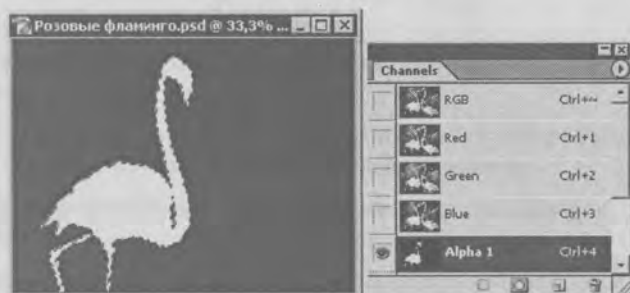 Розовые фламинго.psd @ 33,3% ...
Channels
RGB Ctrl+~
Red Ctrl+1
Green Ctrl+2
Blue Ctrl+3
Alpha 1 Ctrl+4